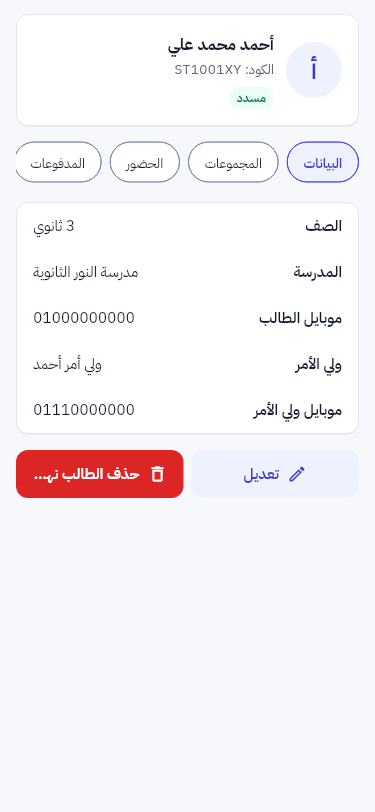 أ
أحمد محمد علي
الكود: ST1001XY
مسدد
البيانات
المجموعات
الحضور
المدفوعات
الصف
3 ثانوي
المدرسة
مدرسة النور الثانوية
موبايل الطالب
01000000000
ولي الأمر
ولي أمر أحمد
موبايل ولي الأمر
01110000000
تعديل
حذف الطالب نهـ...